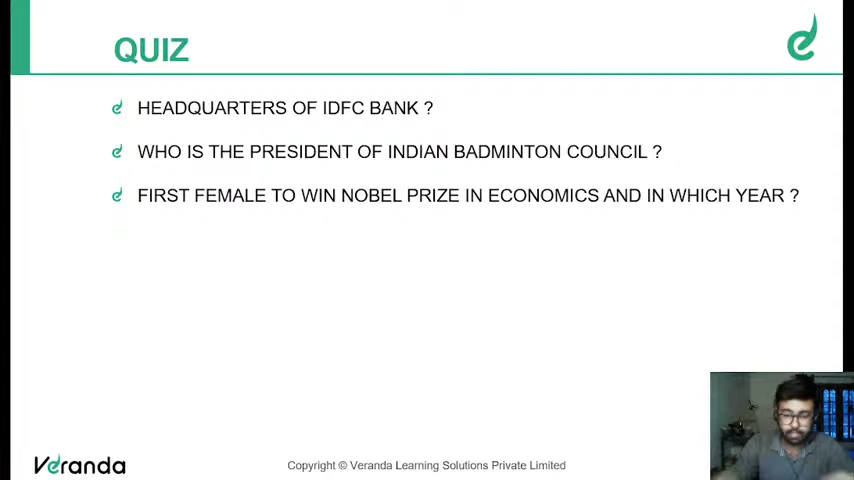 QUIZ
HEADQUARTERS OF IDFC BANK ?
WHO IS THE PRESIDENT OF INDIAN BADMINTON COUNCIL ?
FIRST FEMALE TO WIN NOBEL PRIZE IN ECONOMICS AND IN WHICH YEAR ?
Veranda
Copyright © Veranda Learning Solutions Private Limited